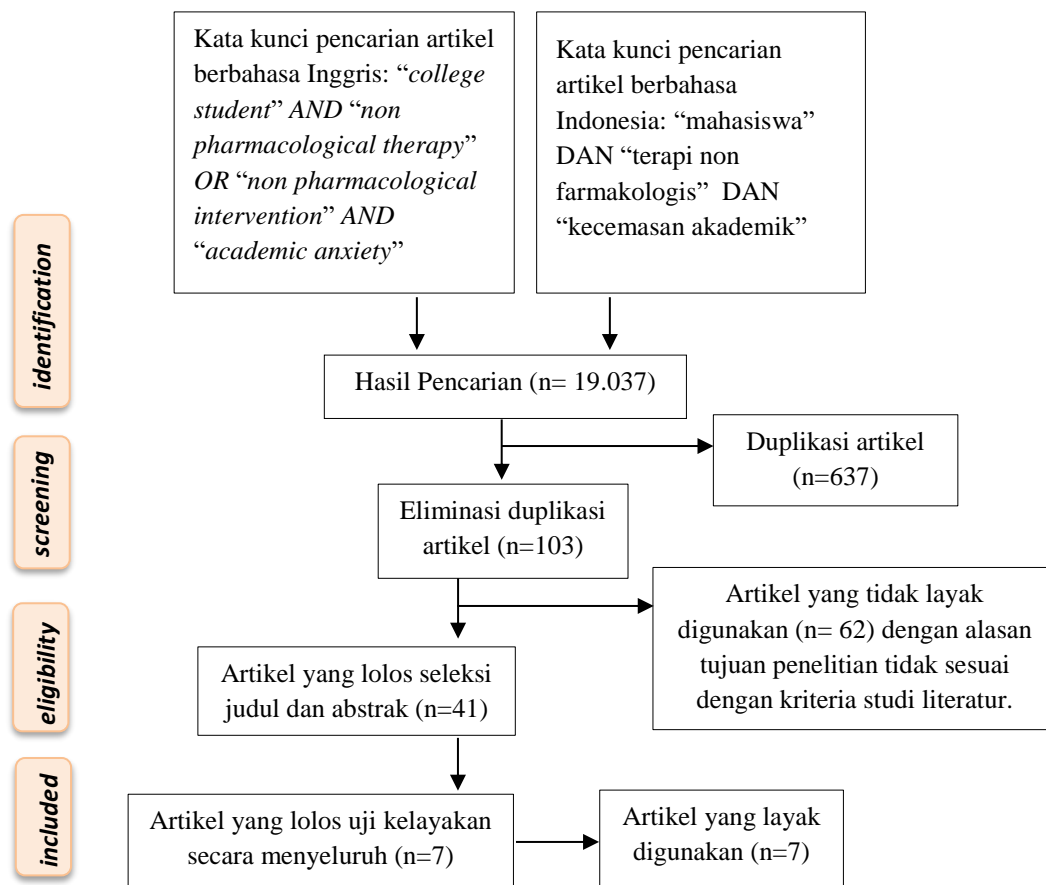 Kata kunci pencarian artikel
berbahasa Inggris: “college
student” AND “non
pharmacological therapy”
OR “non pharmacological
intervention” AND
“academic anxiety”
Kata kunci pencarian
artikel berbahasa
Indonesia: “mahasiswa”
DAN “terapi non
farmakologis” DAN
“kecemasan akademik”
identification
Hasil Pencarian (n= 19.037)
Duplikasi artikel
(n=637)
screening
Eliminasi duplikasi
artikel (n=103)
Artikel yang tidak layak
digunakan (n= 62) dengan alasan
tujuan penelitian tidak sesuai
dengan kriteria studi literatur.
eligibility
Artikel yang lolos seleksi
judul dan abstrak (n=41)
included
Artikel yang lolos uji kelayakan
secara menyeluruh (n=7)
Artikel yang layak
digunakan (n=7)